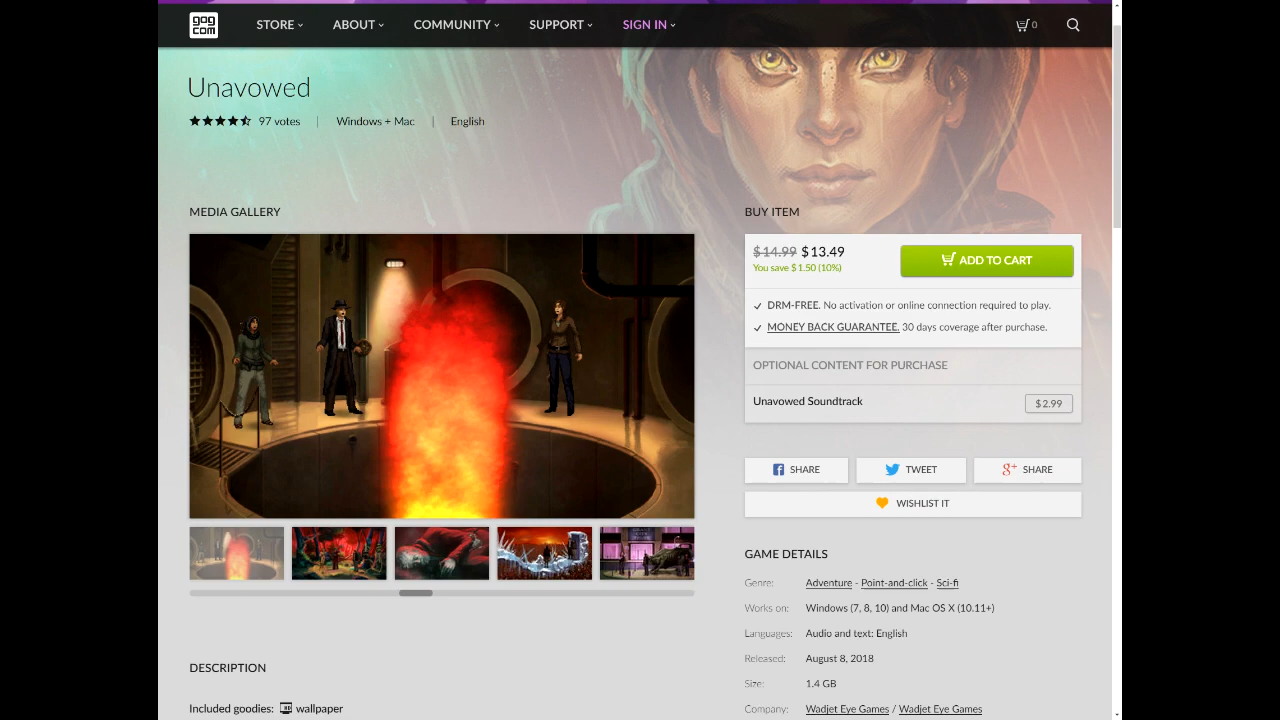 gog
com
STORE
ABOUT
COMMUNITY
SUPPORT
SIGN IN
0
Unavowed
97 votes | Windows + Mac | English
MEDIA GALLERY
BUY ITEM
$ 14.99 $ 13.49
You save $ 1.50 (10%)
ADD TO CART
DRM-FREE. No activation or online connection required to play.
MONEY BACK GUARANTEE. 30 days coverage after purchase.
OPTIONAL CONTENT FOR PURCHASE
Unavowed Soundtrack
$ 2.99
SHARE
TWEET
g+ SHARE
WISHLIST IT
GAME DETAILS
Genre: Adventure - Point-and-click - Sci-fi
Works on: Windows (7, 8, 10) and Mac OS X (10.11+)
Languages: Audio and text: English
Released: August 8, 2018
Size: 1.4 GB
Company: Wadjet Eye Games / Wadjet Eye Games
DESCRIPTION
Included goodies: HD wallpaper